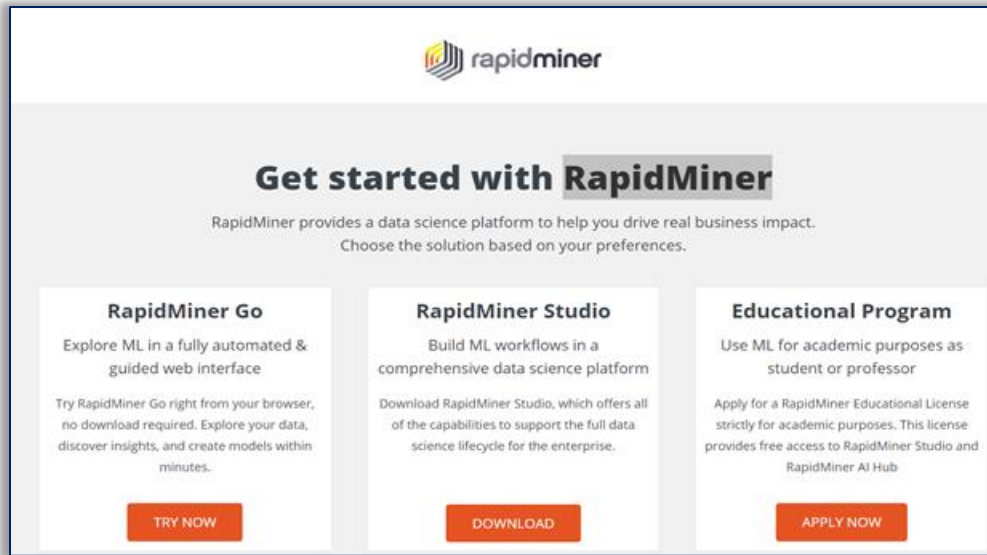 rapidminer
Get started with RapidMiner
RapidMiner provides a data science platform to help you drive real business impact.
Choose the solution based on your preferences.
RapidMiner Go
Explore ML in a fully automated &
guided web interface
Try RapidMiner Go right from your browser,
no download required. Explore your data,
discover insights, and create models within
minutes.
TRY NOW
RapidMiner Studio
Build ML workflows in a
comprehensive data science platform
Download RapidMiner Studio, which offers all
of the capabilities to support the full data
science lifecycle for the enterprise.
DOWNLOAD
Educational Program
Use ML for academic purposes as
student or professor
Apply for a RapidMiner Educational License
strictly for academic purposes. This license
provides free access to RapidMiner Studio and
RapidMiner AI Hub
APPLY NOW